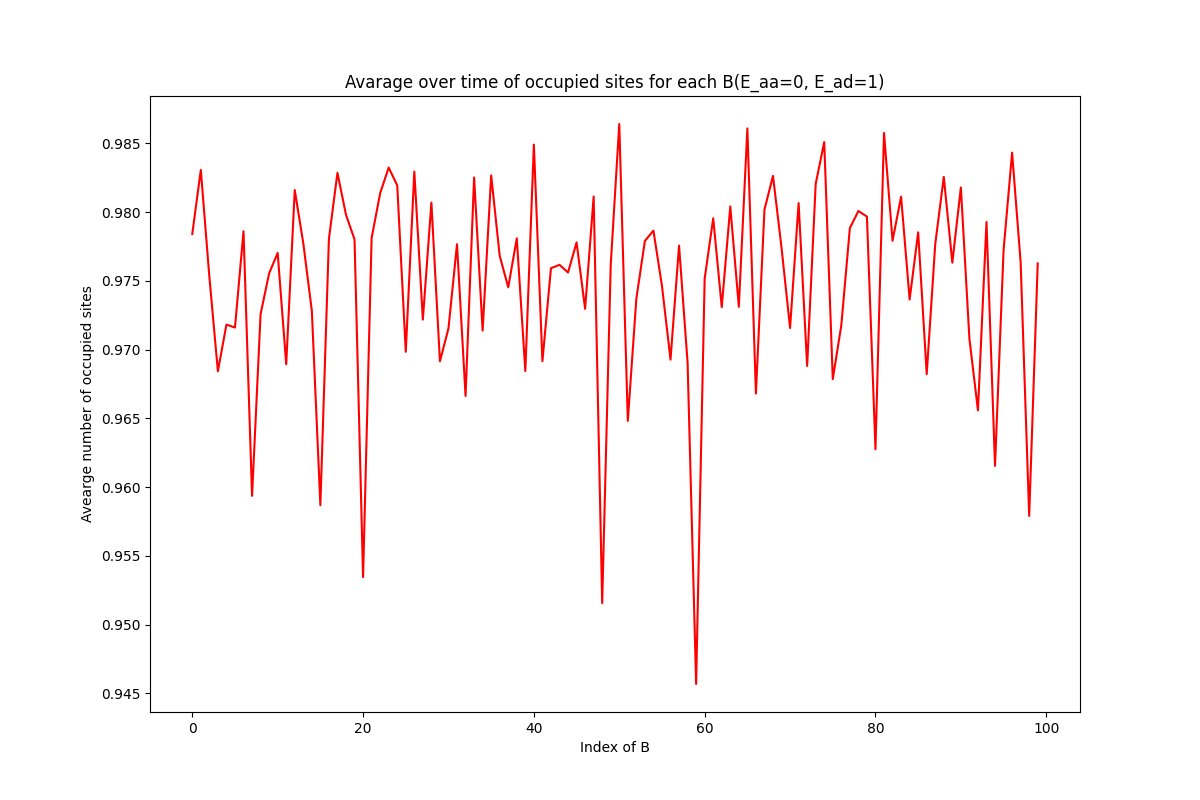 Avarage over time of occupied sites for each B(E_aa=0, E_ad=1)
0.985
0.980
0.975
0.970
0.965
0.960
0.955
0.950
0.945
Avearge number of occupied sites
0 20 40 60 80 100
Index of B